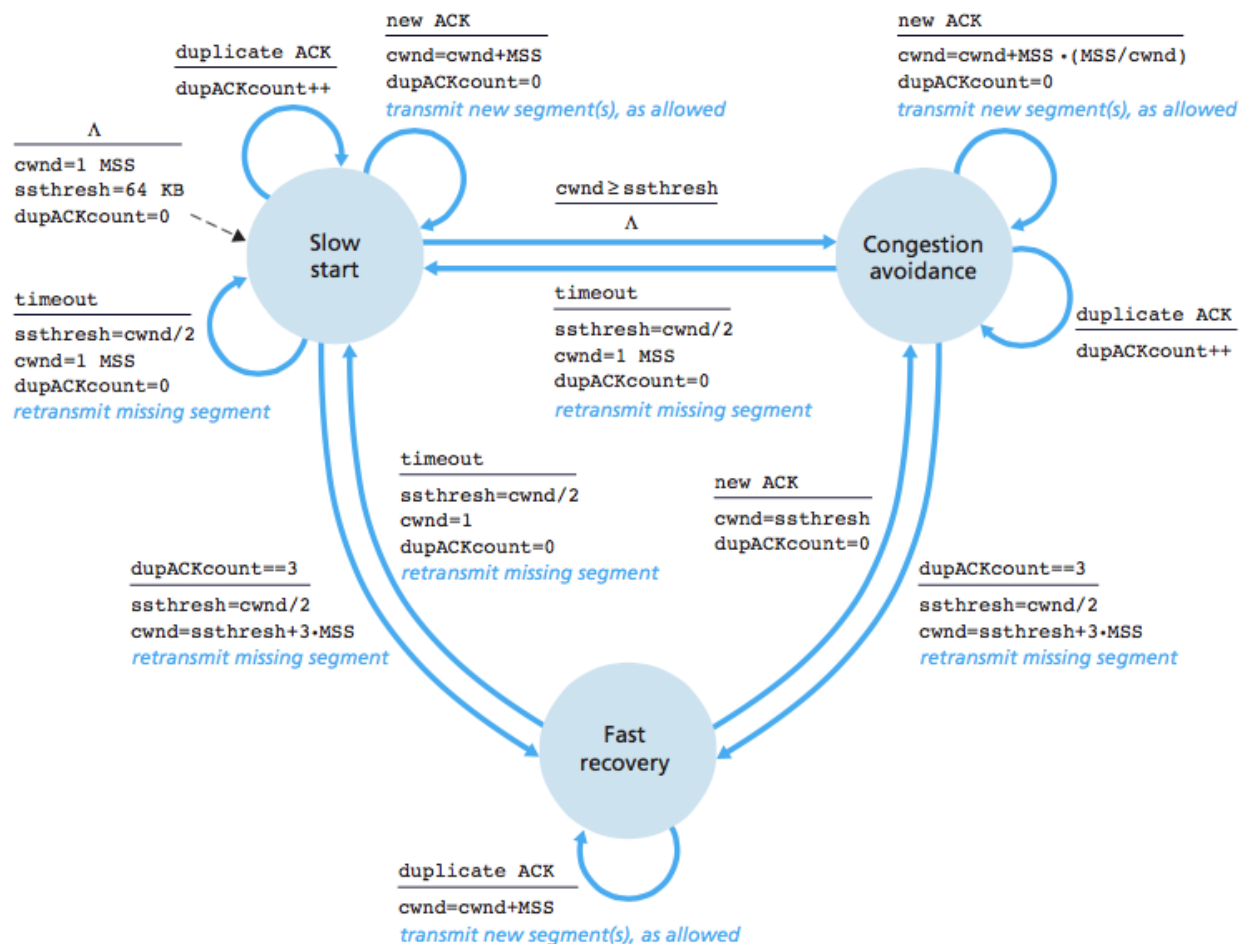 new ACK
cwnd=cwnd+MSS
dupACKcount=0
transmit new segment(s), as allowed
new ACK
cwnd=cwnd+MSS •(MSS/cwnd)
dupACKcount=0
transmit new segment(s), as allowed
duplicate ACK
dupACKcount++
Λ
cwnd=1 MSS
ssthresh=64 KB
dupACKcount=0
cwnd≥ssthresh
Λ
Slow
start
Congestion
avoidance
timeout
ssthresh=cwnd/2
cwnd=1 MSS
dupACKcount=0
retransmit missing segment
timeout
ssthresh=cwnd/2
cwnd=1 MSS
dupACKcount=0
retransmit missing segment
duplicate ACK
dupACKcount++
timeout
ssthresh=cwnd/2
cwnd=1
dupACKcount=0
retransmit missing segment
new ACK
cwnd=ssthresh
dupACKcount=0
dupACKcount==3
ssthresh=cwnd/2
cwnd=ssthresh+3•MSS
retransmit missing segment
dupACKcount==3
ssthresh=cwnd/2
cwnd=ssthresh+3•MSS
retransmit missing segment
Fast
recovery
duplicate ACK
cwnd=cwnd+MSS
transmit new segment(s), as allowed